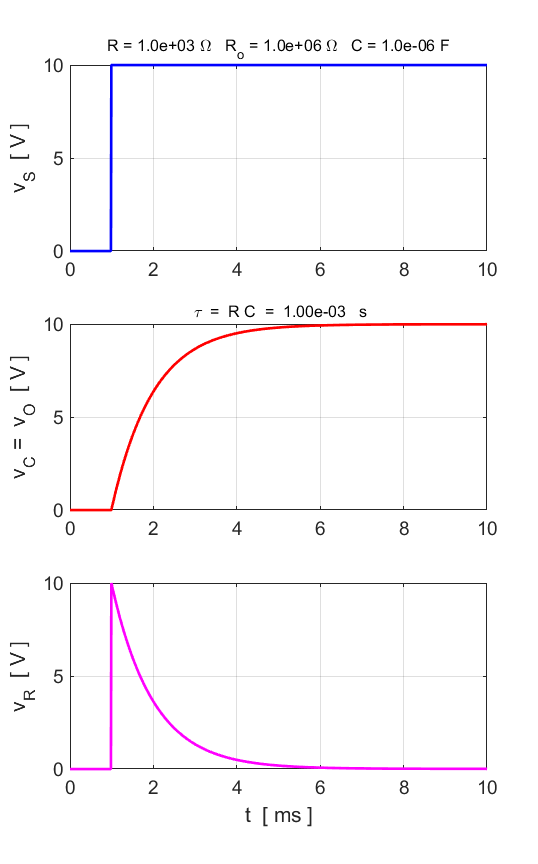 R = 1.0e+03 Ω R_o = 1.0e+06 Ω C = 1.0e-06 F
10
5
0
v_S [ V ]
0 2 4 6 8 10
τ = R C = 1.00e-03 s
10
5
0
v_C = v_O [ V ]
0 2 4 6 8 10
10
5
0
v_R [ V ]
0 2 4 6 8 10
t [ ms ]